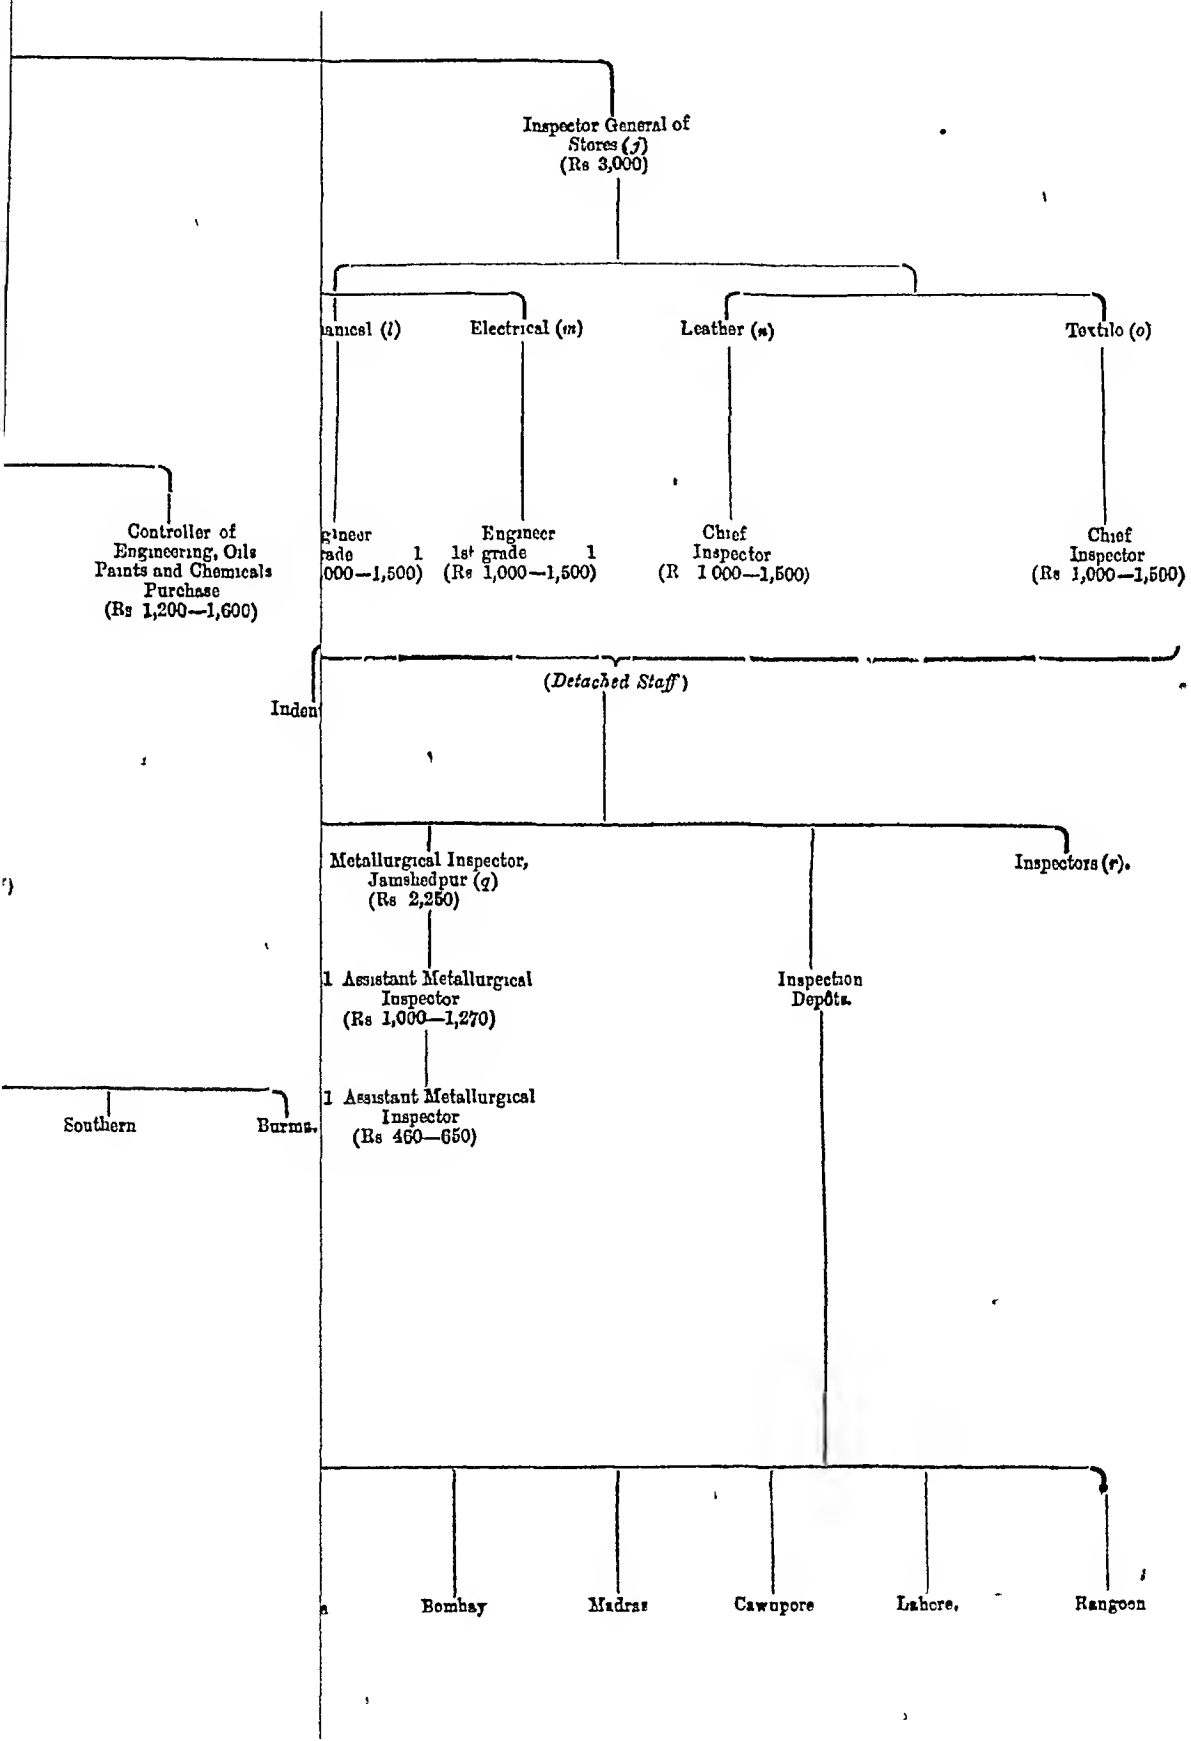 Inspector General of
Stores (j)
(Rs 3,000)
anical (l)
Electrical (m)
Leather (n)
Textile (o)
Controller of
Engineering, Oils
Paints and Chemicals
Purchase
(Rs 1,200—1,600)
gineer
rade 1
,000—1,500)
Engineer
1st grade 1
(Rs 1,000—1,500)
Chief
Inspector
(R 1 000—1,500)
Chief
Inspector
(Rs 1,000—1,500)
(Detached Staff)
Inden
Metallurgical Inspector,
Jamshedpur (q)
(Rs 2,250)
Inspectors (r).
1 Assistant Metallurgical
Inspector
(Rs 1,000—1,270)
Inspection
Depôts.
1 Assistant Metallurgical
Inspector
(Rs 460—650)
Southern
Burma.
Bombay
Madras
Cawnpore
Lahore.
Rangoon